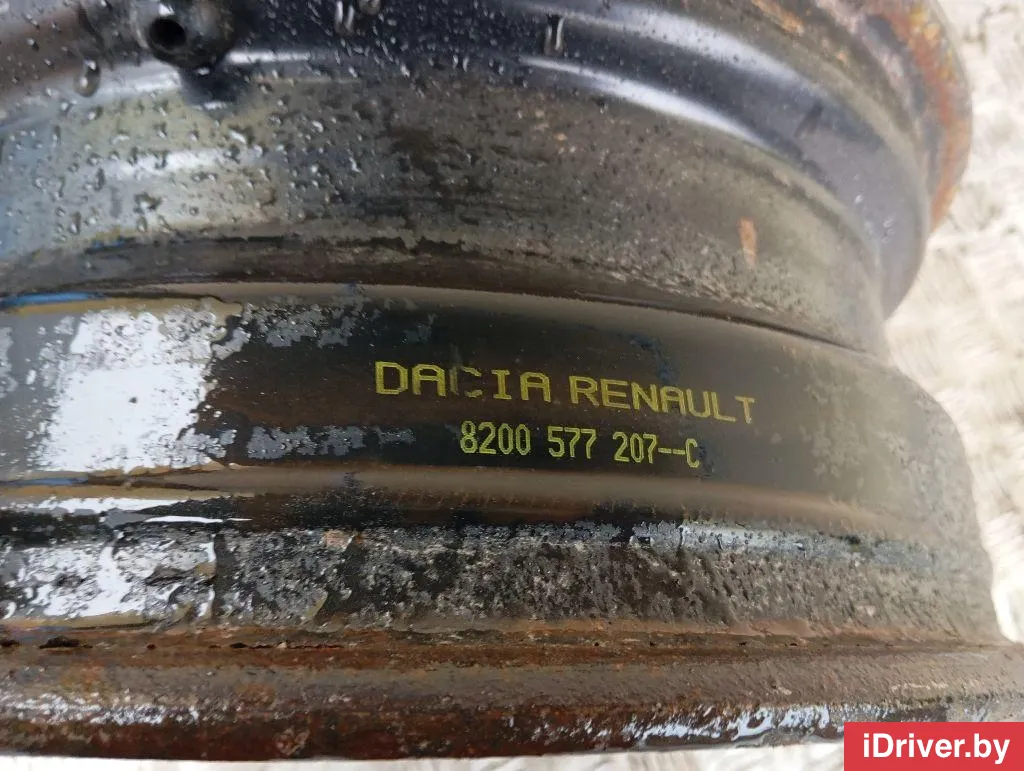 DACIA RENAULT
8200 577 207--C
iDriver.by